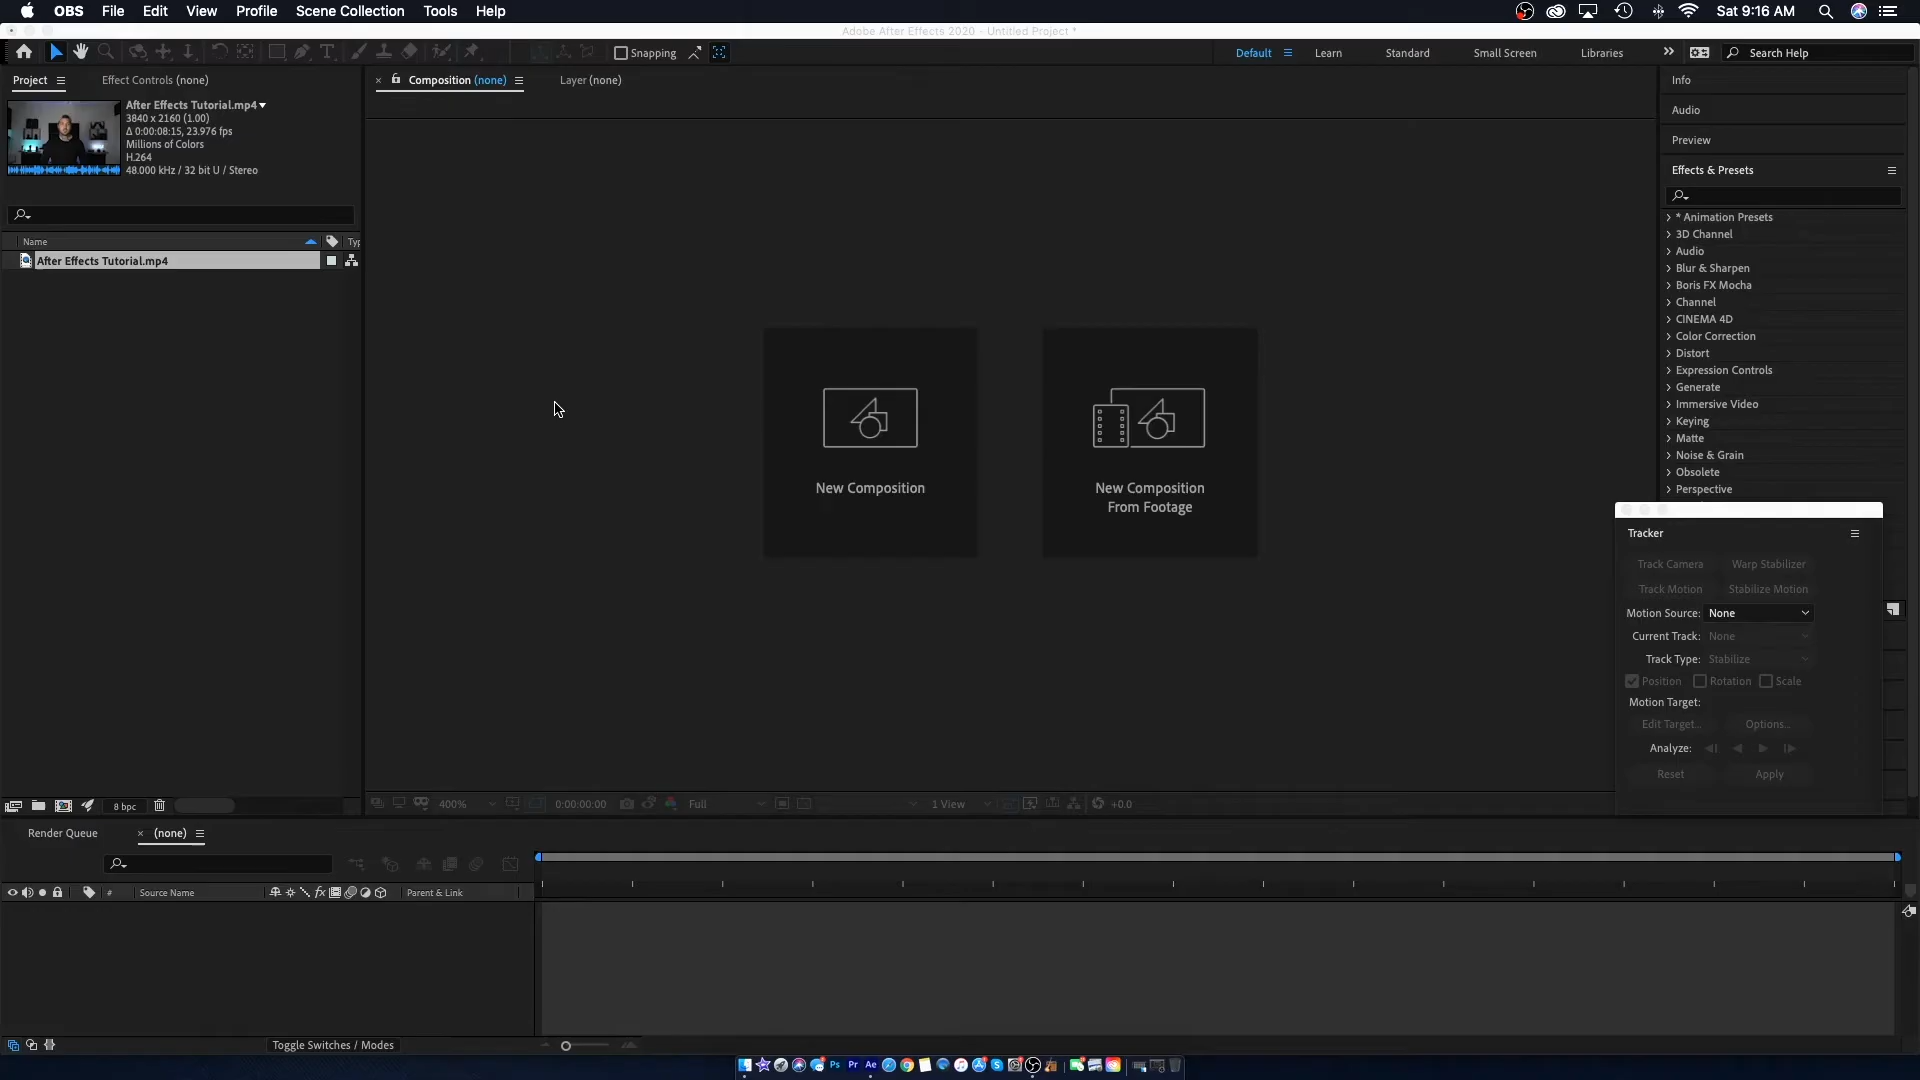 OBS File Edit View Profile Scene Collection Tools Help
Sat 9:16 AM
Adobe After Effects 2020 - Untitled Project *
Snapping
Default Learn Standard Small Screen Libraries
Search Help
Project Effect Controls (none)
Composition (none) Layer (none)
After Effects Tutorial.mp4
3840 x 2160 (1.00)
Δ 0:00:08:15, 23.976 fps
Millions of Colors
H.264
48.000 kHz / 32 bit U / Stereo
Name Typ
After Effects Tutorial.mp4
New Composition
New Composition
From Footage
Info
Audio
Preview
Effects & Presets
* Animation Presets
3D Channel
Audio
Blur & Sharpen
Boris FX Mocha
Channel
CINEMA 4D
Color Correction
Distort
Expression Controls
Generate
Immersive Video
Keying
Matte
Noise & Grain
Obsolete
Perspective
Tracker
Track Camera Warp Stabilizer
Track Motion Stabilize Motion
Motion Source: None
Current Track: None
Track Type: Stabilize
Position Rotation Scale
Motion Target:
Edit Target... Options...
Analyze:
Reset Apply
8 bpc
400% 0:00:00:00 Full 1 View +0.0
Render Queue (none)
# Source Name fx Parent & Link
Toggle Switches / Modes
Ps Pr Ae